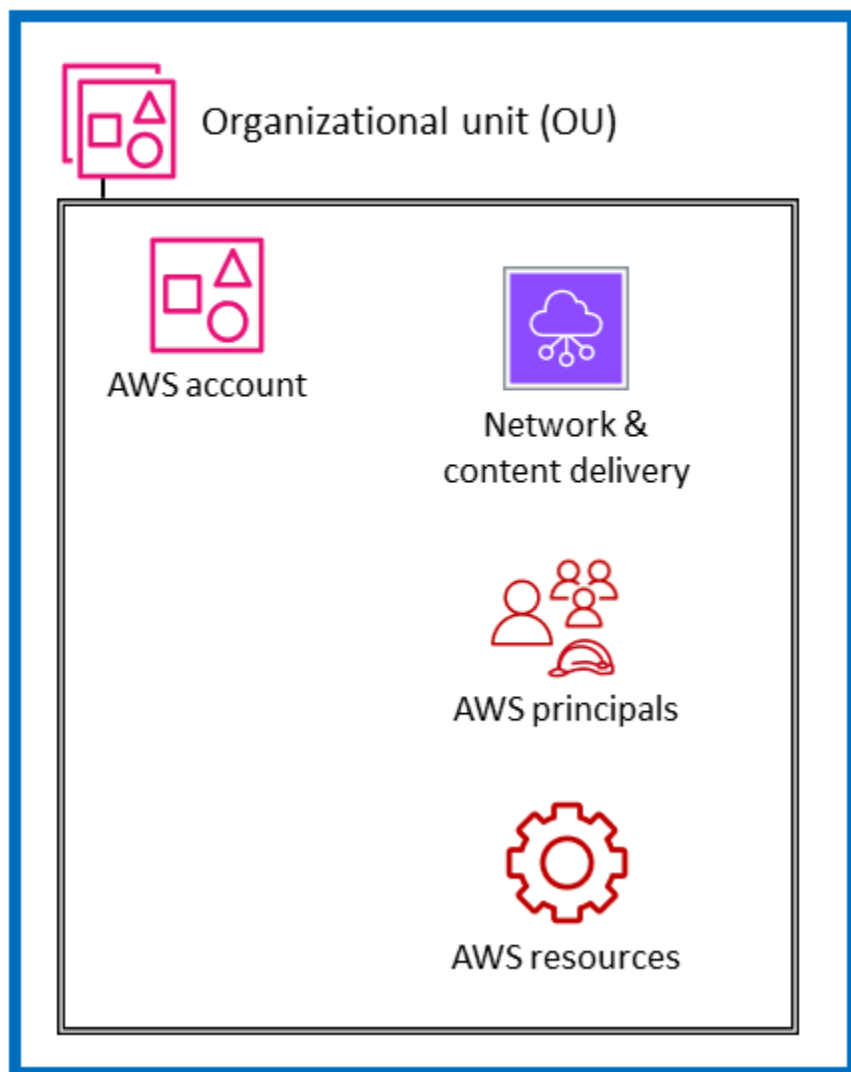 Organizational unit (OU)
AWS account
Network &
content delivery
AWS principals
AWS resources